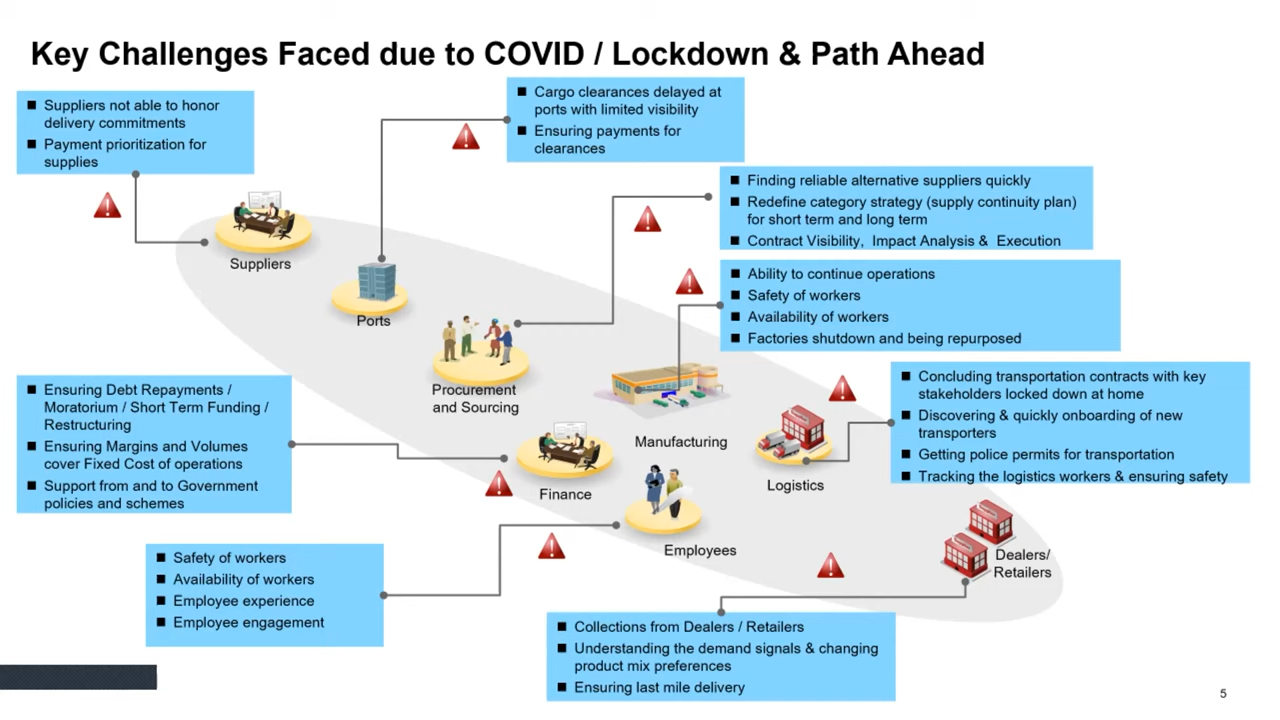 Key Challenges Faced due to COVID / Lockdown & Path Ahead
■ Suppliers not able to honor
delivery commitments
■ Payment prioritization for
supplies
■ Cargo clearances delayed at
ports with limited visibility
■ Ensuring payments for
clearances
■ Finding reliable alternative suppliers quickly
■ Redefine category strategy (supply continuity plan)
for short term and long term
■ Contract Visibility, Impact Analysis & Execution
Suppliers
■ Ability to continue operations
■ Safety of workers
■ Availability of workers
■ Factories shutdown and being repurposed
Ports
Procurement
and Sourcing
■ Ensuring Debt Repayments /
Moratorium / Short Term Funding /
Restructuring
■ Ensuring Margins and Volumes
cover Fixed Cost of operations
■ Support from and to Government
policies and schemes
Manufacturing
■ Concluding transportation contracts with key
stakeholders locked down at home
■ Discovering & quickly onboarding of new
transporters
■ Getting police permits for transportation
■ Tracking the logistics workers & ensuring safety
Finance
Logistics
Employees
Dealers/
Retailers
■ Safety of workers
■ Availability of workers
■ Employee experience
■ Employee engagement
■ Collections from Dealers / Retailers
■ Understanding the demand signals & changing
product mix preferences
■ Ensuring last mile delivery
5